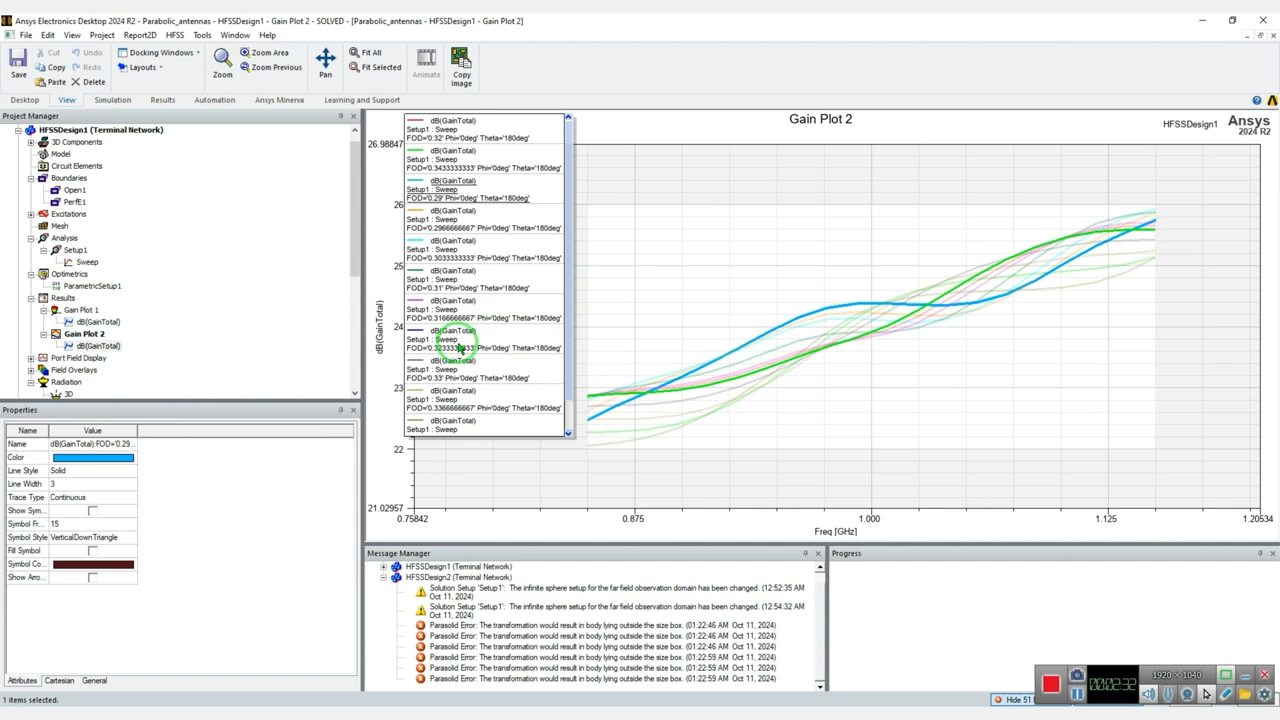 Ansys Electronics Desktop 2024 R2 - Parabolic_antennas - HFSSDesign1 - Gain Plot 2 - SOLVED - [Parabolic_antennas - HFSSDesign1 - Gain Plot 2]
File Edit View Project Report2D HFSS Tools Window Help
Save
Cut Undo
Copy Redo
Paste Delete
Docking Windows
Layouts
Zoom
Zoom Area
Zoom Previous
Pan
Fit All
Fit Selected
Animate
Copy Image
Desktop View Simulation Results Automation Ansys Minerva Learning and Support
Project Manager
HFSSDesign1 (Terminal Network)
3D Components
Model
Circuit Elements
Boundaries
Open1
PerfE1
Excitations
Mesh
Analysis
Setup1
Sweep
Optimetrics
ParametricSetup1
Results
Gain Plot 1
dB(GainTotal)
Gain Plot 2
dB(GainTotal)
Port Field Display
Field Overlays
Radiation
3D
Properties
Name Value
Name dB(GainTotal):FOD='0.29...
Color
Line Style Solid
Line Width 3
Trace Type Continuous
Show Sym...
Symbol Fr... 15
Symbol Style VerticalDownTriangle
Fill Symbol
Symbol Co...
Show Arro...
Attributes Cartesian General
1 items selected.
Gain Plot 2
HFSSDesign1
Ansys
2024 R2
dB(GainTotal)
Setup1 : Sweep
FOD='0.32' Phi='0deg' Theta='180deg'
dB(GainTotal)
Setup1 : Sweep
FOD='0.3433333333' Phi='0deg' Theta='180deg'
dB(GainTotal)
Setup1 : Sweep
FOD='0.29' Phi='0deg' Theta='180deg'
dB(GainTotal)
Setup1 : Sweep
FOD='0.2966666667' Phi='0deg' Theta='180deg'
dB(GainTotal)
Setup1 : Sweep
FOD='0.3033333333' Phi='0deg' Theta='180deg'
dB(GainTotal)
Setup1 : Sweep
FOD='0.31' Phi='0deg' Theta='180deg'
dB(GainTotal)
Setup1 : Sweep
FOD='0.3166666667' Phi='0deg' Theta='180deg'
dB(GainTotal)
Setup1 : Sweep
FOD='0.3233333333' Phi='0deg' Theta='180deg'
dB(GainTotal)
Setup1 : Sweep
FOD='0.33' Phi='0deg' Theta='180deg'
dB(GainTotal)
Setup1 : Sweep
FOD='0.3366666667' Phi='0deg' Theta='180deg'
dB(GainTotal)
Setup1 : Sweep
26.98847
26
25
24
23
22
21.02957
dB(GainTotal)
0.75842 0.875 1.000 1.125 1.20534
Freq [GHz]
Message Manager
HFSSDesign1 (Terminal Network)
HFSSDesign2 (Terminal Network)
Solution Setup 'Setup1': The infinite sphere setup for the far field observation domain has been changed. (12:52:35 AM
Oct 11, 2024)
Solution Setup 'Setup1': The infinite sphere setup for the far field observation domain has been changed. (12:54:32 AM
Oct 11, 2024)
Parasolid Error: The transformation would result in body lying outside the size box. (01:22:46 AM Oct 11, 2024)
Parasolid Error: The transformation would result in body lying outside the size box. (01:22:46 AM Oct 11, 2024)
Parasolid Error: The transformation would result in body lying outside the size box. (01:22:46 AM Oct 11, 2024)
Parasolid Error: The transformation would result in body lying outside the size box. (01:22:59 AM Oct 11, 2024)
Parasolid Error: The transformation would result in body lying outside the size box. (01:22:59 AM Oct 11, 2024)
Parasolid Error: The transformation would result in body lying outside the size box. (01:22:59 AM Oct 11, 2024)
Progress
Hide 51
00:02:32
1920 × 1040